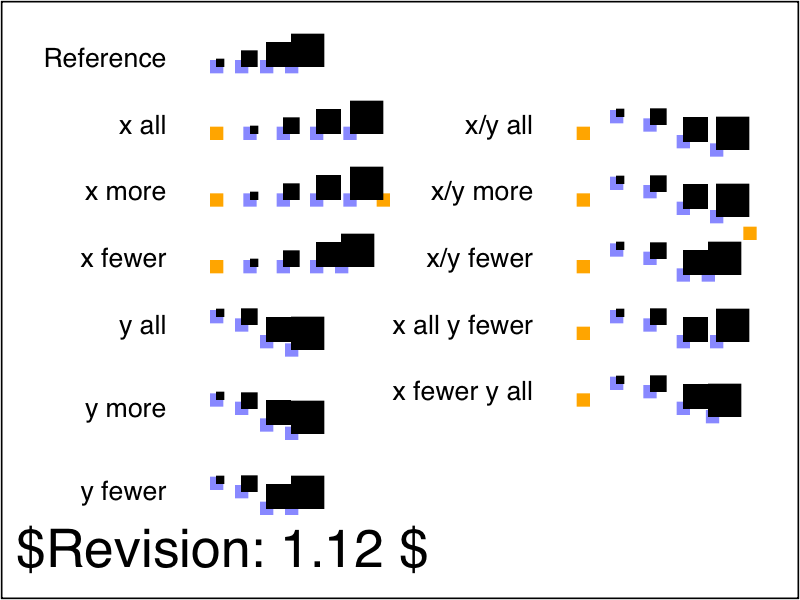 Reference
x all
x/y all
x more
x/y more
x fewer
x/y fewer
y all
x all y fewer
x fewer y all
y more
y fewer
$Revision: 1.12 $